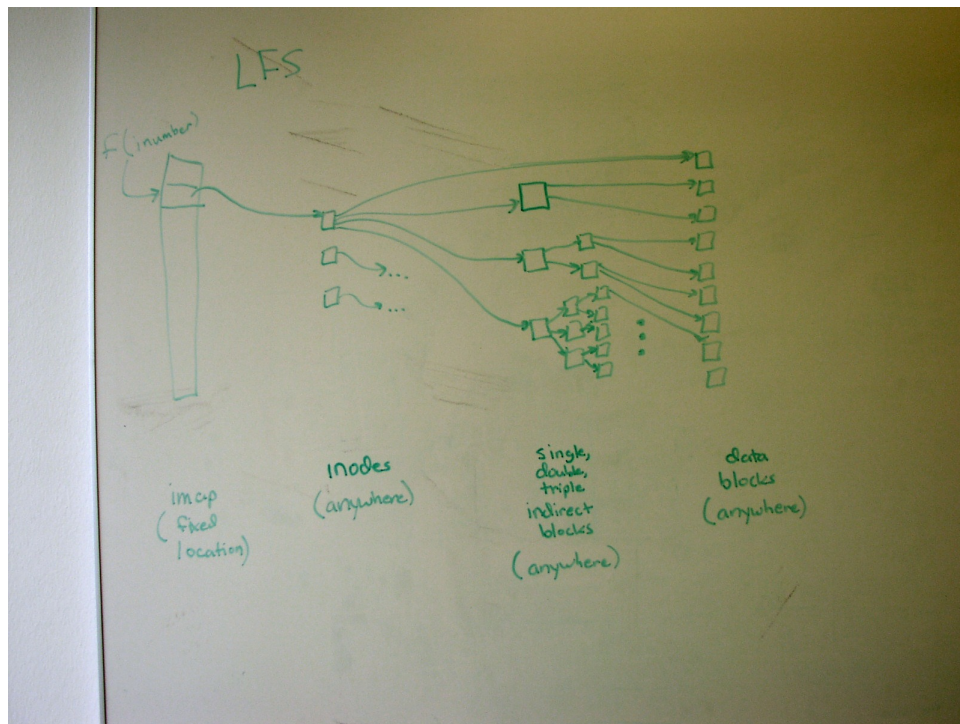 LFS
f(inumber)
...
...
imap
(fixed
location)
inodes
(anywhere)
single,
double,
triple
indirect
blocks
(anywhere)
data
blocks
(anywhere)